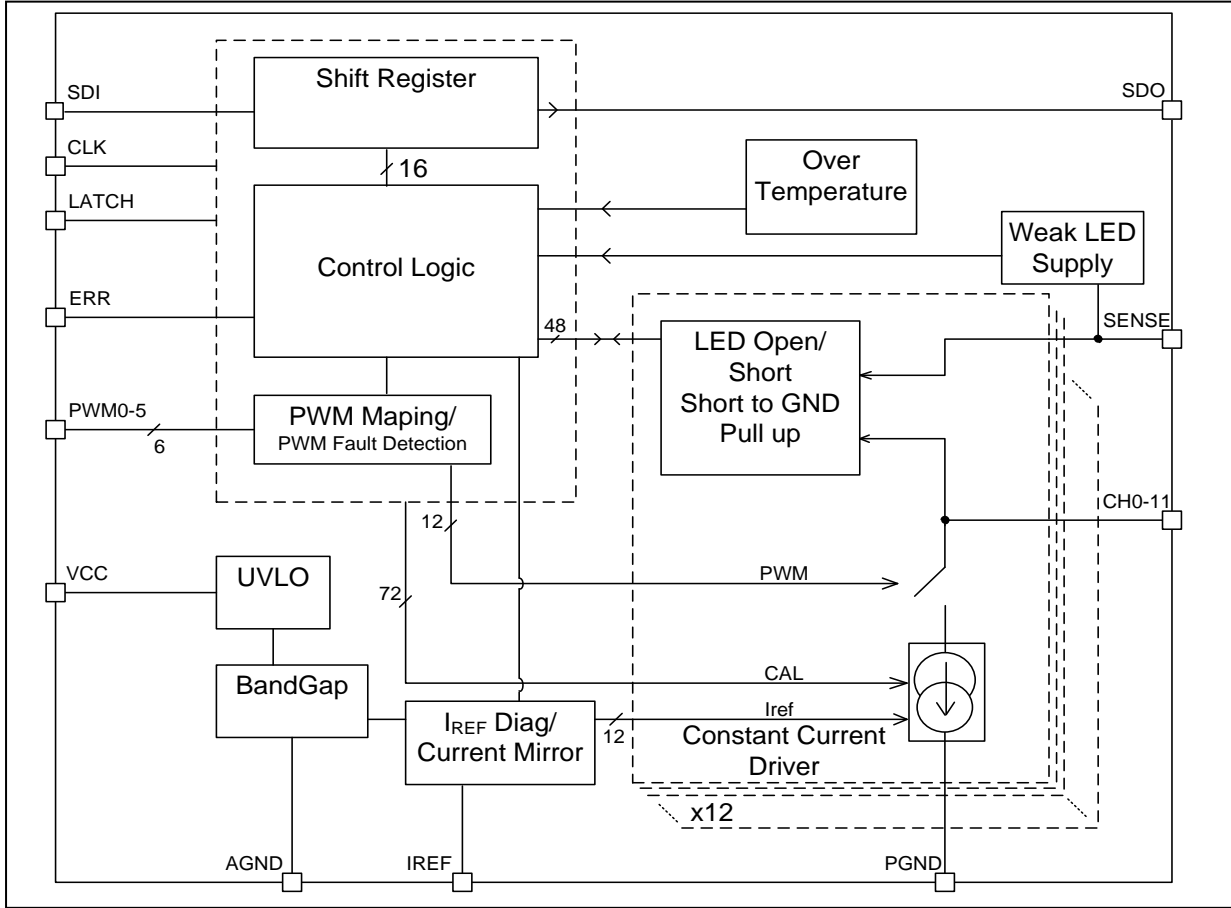 Shift Register
SDI
SDO
CLK
16
Over
Temperature
LATCH
Weak LED
Supply
Control Logic
ERR
48
SENSE
LED Open/
Short
Short to GND
Pull up
PWM0-5
6
PWM Maping/
PWM Fault Detection
12
CH0-11
VCC
UVLO
72
PWM
BandGap
CAL
IREF Diag/
Current Mirror
12
Iref
Constant Current
Driver
x12
AGND
IREF
PGND